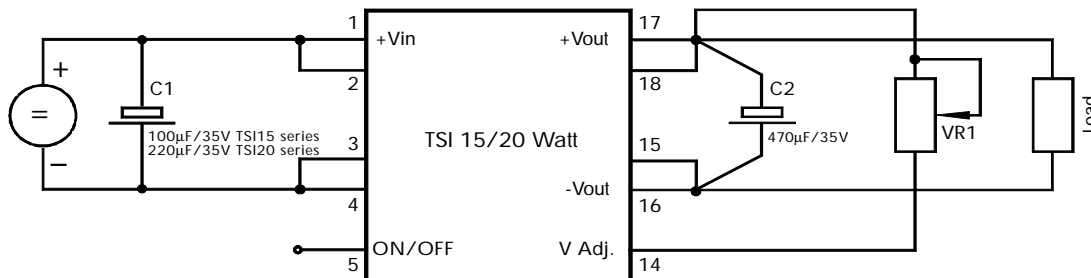 1
+Vin
2
+
C1
=
100µF/35V TSI15 series
220µF/35V TSI20 series
−
3
4
ON/OFF
5
TSI 15/20 Watt
17
+Vout
18
C2
470µF/35V
15
-Vout
16
V Adj.
14
VR1
Load